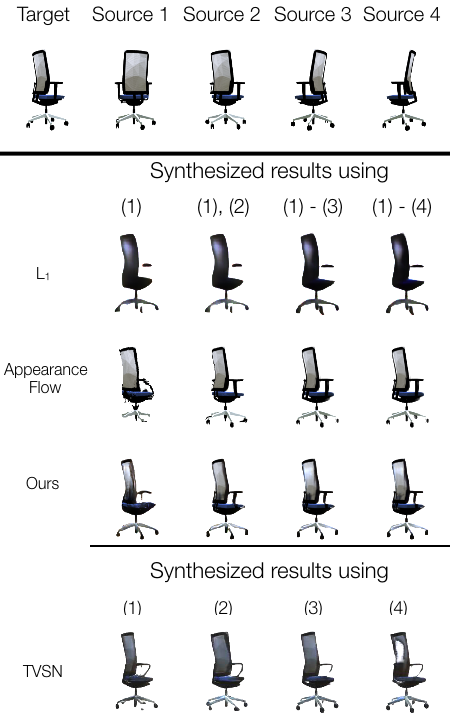 Target Source 1 Source 2 Source 3 Source 4
Synthesized results using
(1) (1), (2) (1) - (3) (1) - (4)
L₁
Appearance
Flow
Ours
Synthesized results using
(1) (2) (3) (4)
TVSN